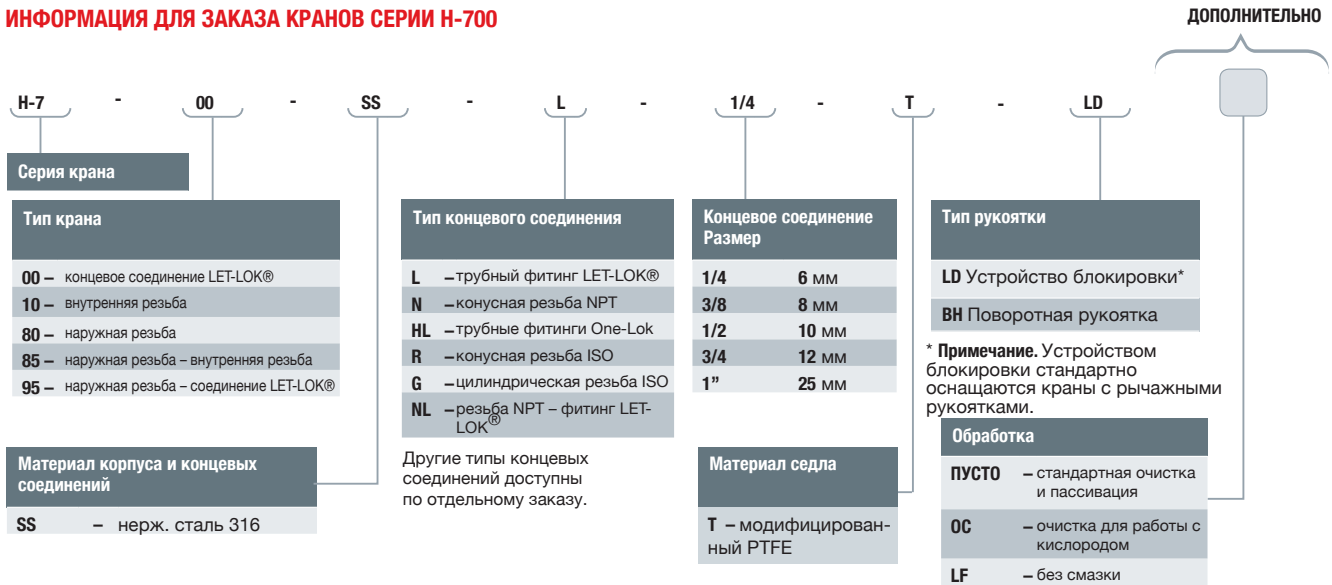 ИНФОРМАЦИЯ ДЛЯ ЗАКАЗА КРАНОВ СЕРИИ H-700
ДОПОЛНИТЕЛЬНО
H-7 - 00 - SS - L - 1/4 - T - LD
Серия крана
Тип крана
00 – концевое соединение LET-LOK®
10 – внутренняя резьба
80 – наружная резьба
85 – наружная резьба – внутренняя резьба
95 – наружная резьба – соединение LET-LOK®
Материал корпуса и концевых
соединений
SS – нерж. сталь 316
Тип концевого соединения
L – трубный фитинг LET-LOK®
N – конусная резьба NPT
HL – трубные фитинги One-Lok
R – конусная резьба ISO
G – цилиндрическая резьба ISO
NL – резьба NPT – фитинг LET-
LOK®
Другие типы концевых
соединений доступны
по отдельному заказу.
Концевое соединение
Размер
1/4 6 мм
3/8 8 мм
1/2 10 мм
3/4 12 мм
1” 25 мм
Материал седла
T – модифицирован-
ный PTFE
Тип рукоятки
LD Устройство блокировки*
BH Поворотная рукоятка
* Примечание. Устройством
блокировки стандартно
оснащаются краны с рычажными
рукоятками.
Обработка
ПУСТО – стандартная очистка
и пассивация
OC – очистка для работы с
кислородом
LF – без смазки